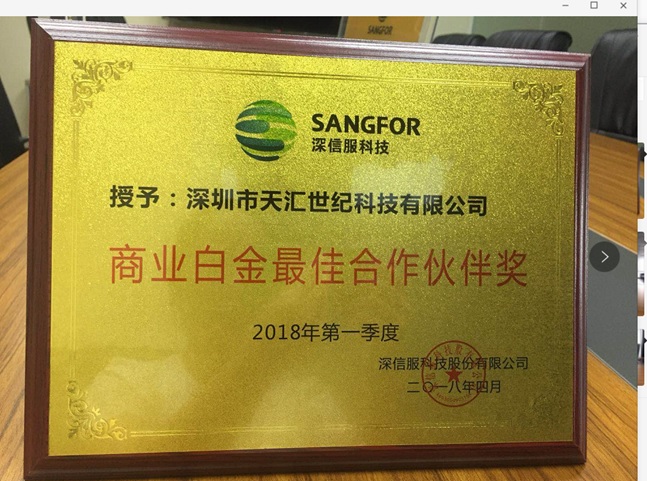 SANGFOR
深信服科技
授予：深圳市天汇世纪科技有限公司
商业白金最佳合作伙伴奖
2018年第一季度
深信服科技股份有限公司
二〇一八年四月
SANGFOR